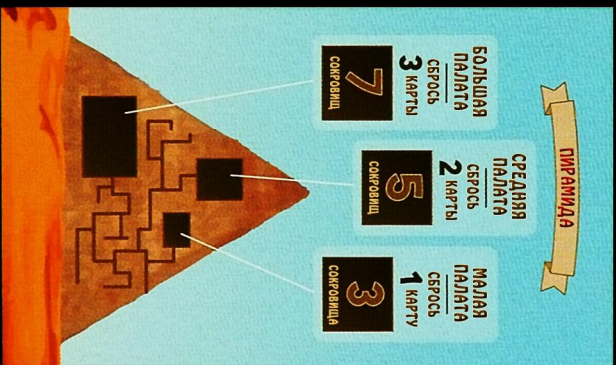 ПИРАМИДА
БОЛЬШАЯ
ПАЛАТА
СБРОСЬ
3 КАРТЫ
7
СОКРОВИЩ
СРЕДНЯЯ
ПАЛАТА
СБРОСЬ
2 КАРТЫ
5
СОКРОВИЩ
МАЛАЯ
ПАЛАТА
СБРОСЬ
1 КАРТУ
3
СОКРОВИЩА